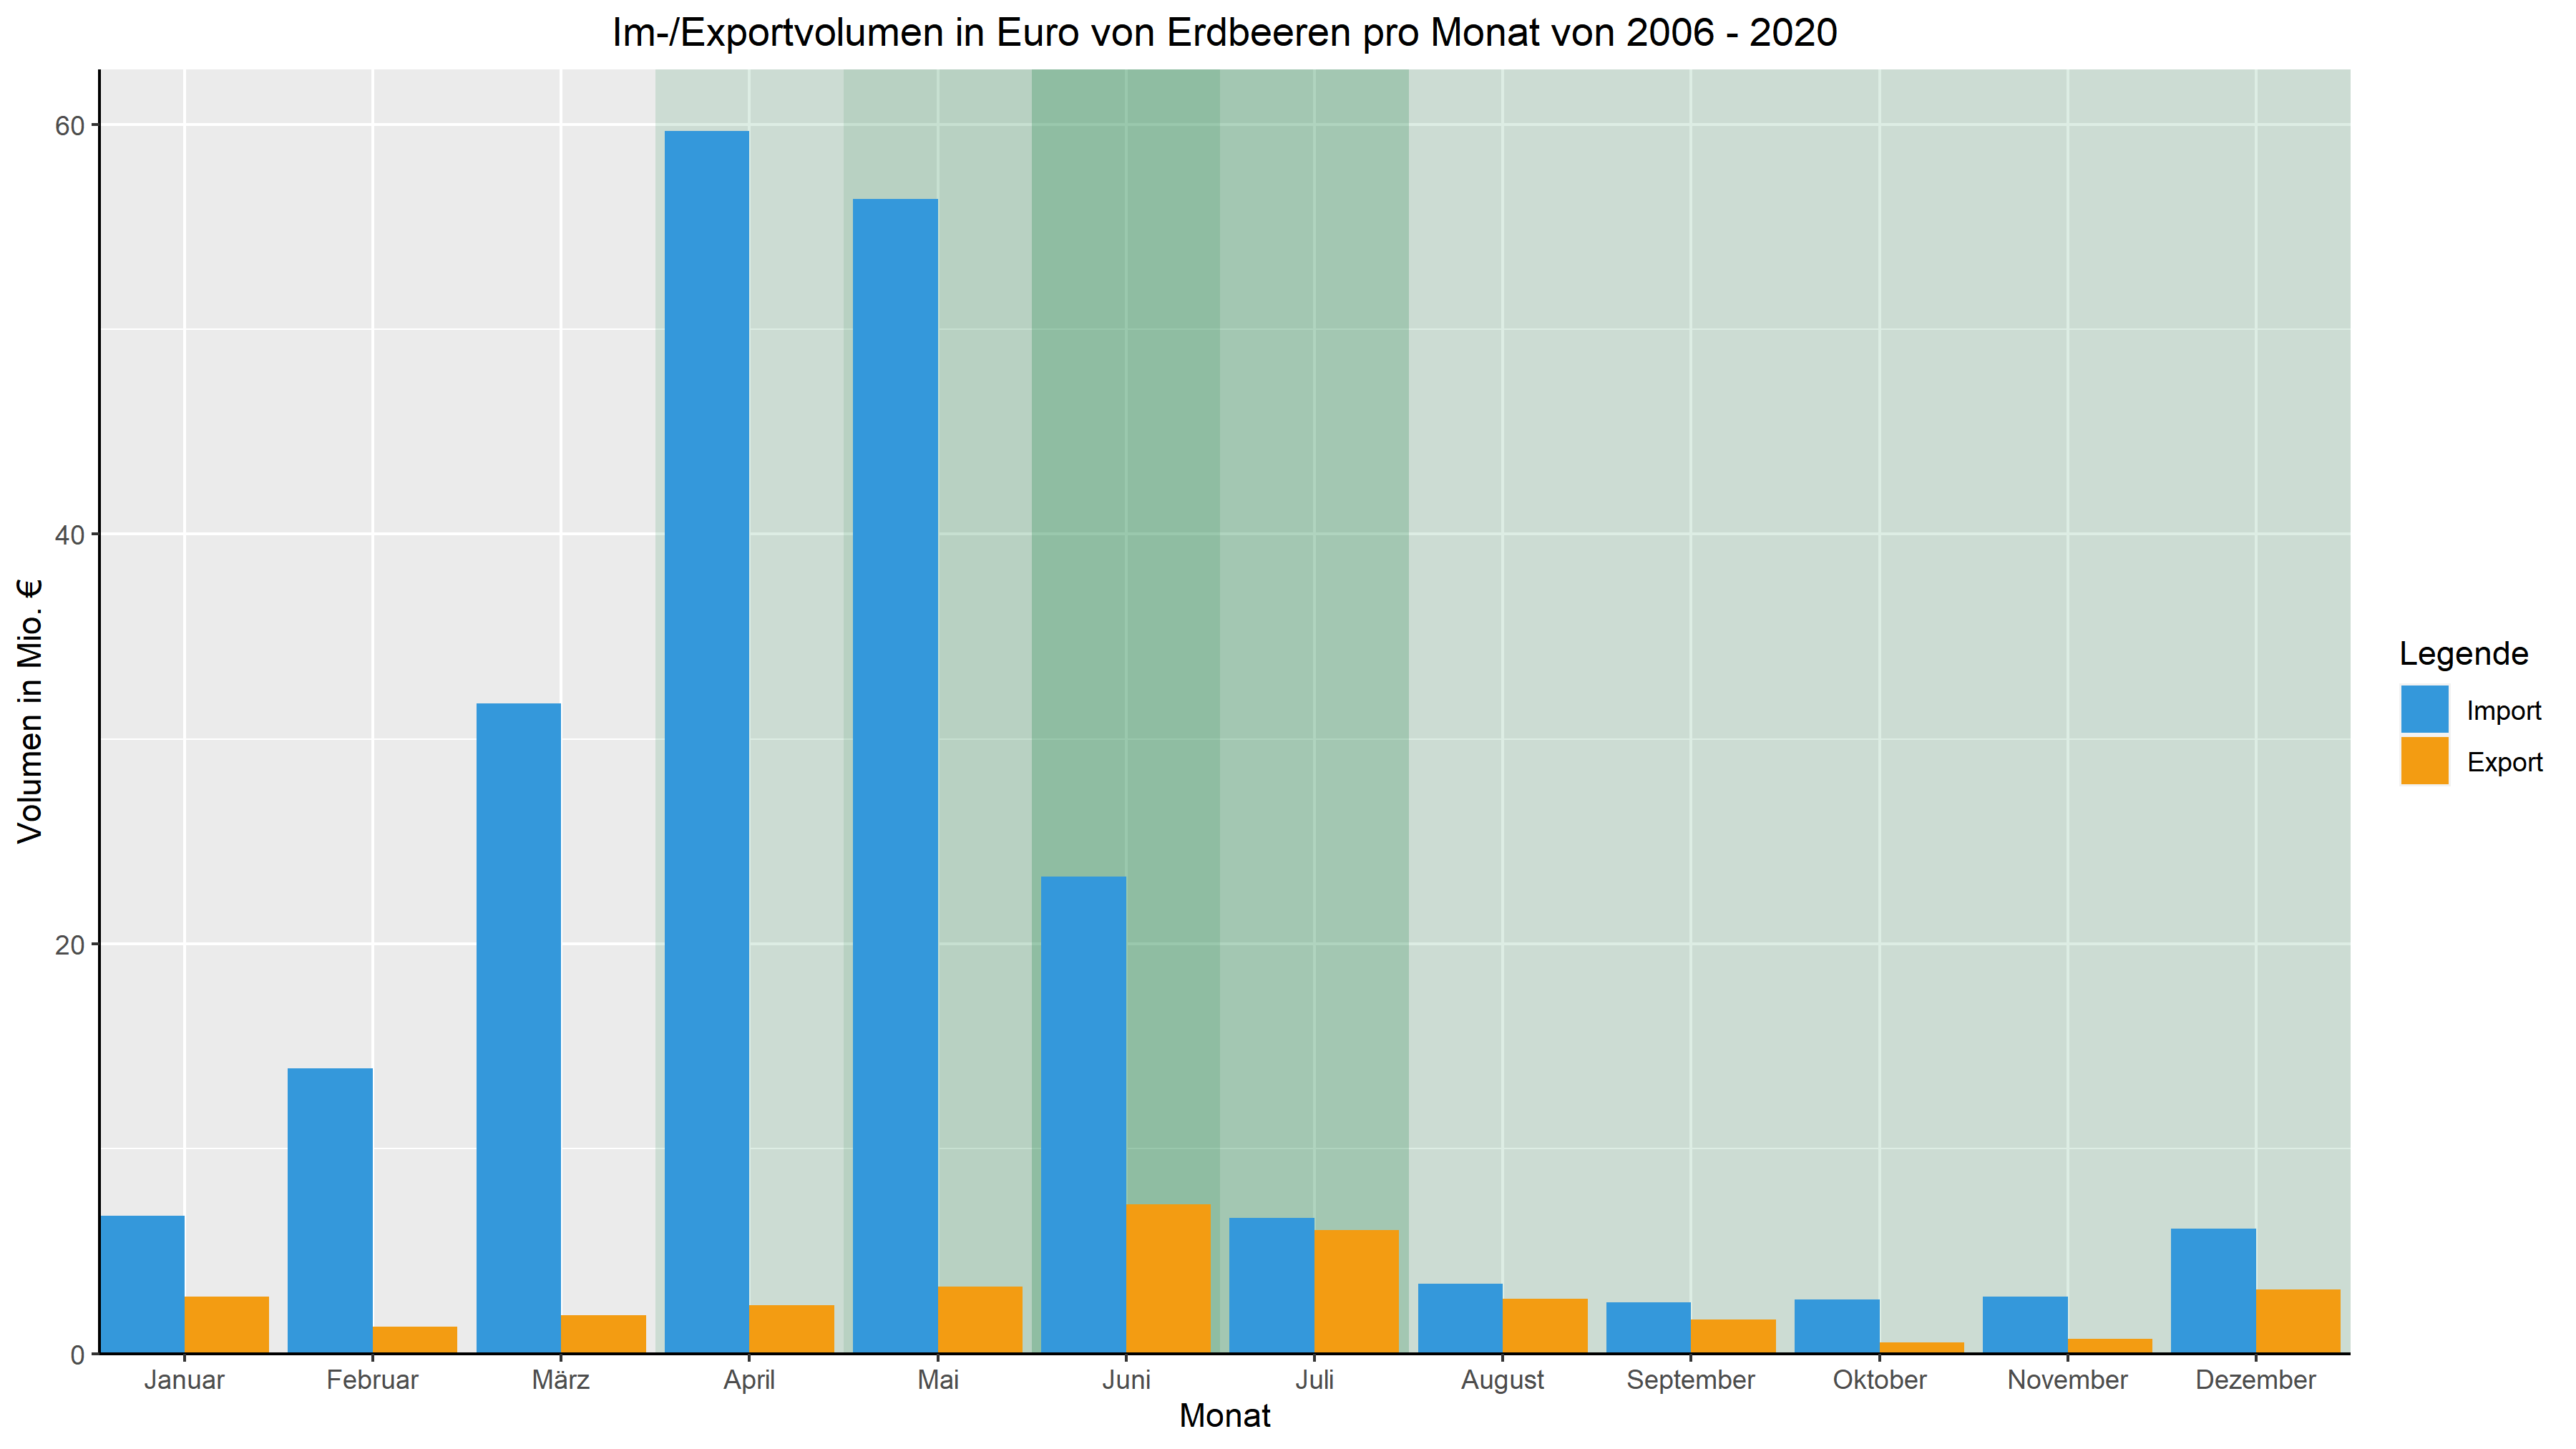 Im-/Exportvolumen in Euro von Erdbeeren pro Monat von 2006 - 2020
Volumen in Mio. €
60
40
20
0
Januar Februar März April Mai Juni Juli August September Oktober November Dezember
Monat
Legende
Import
Export